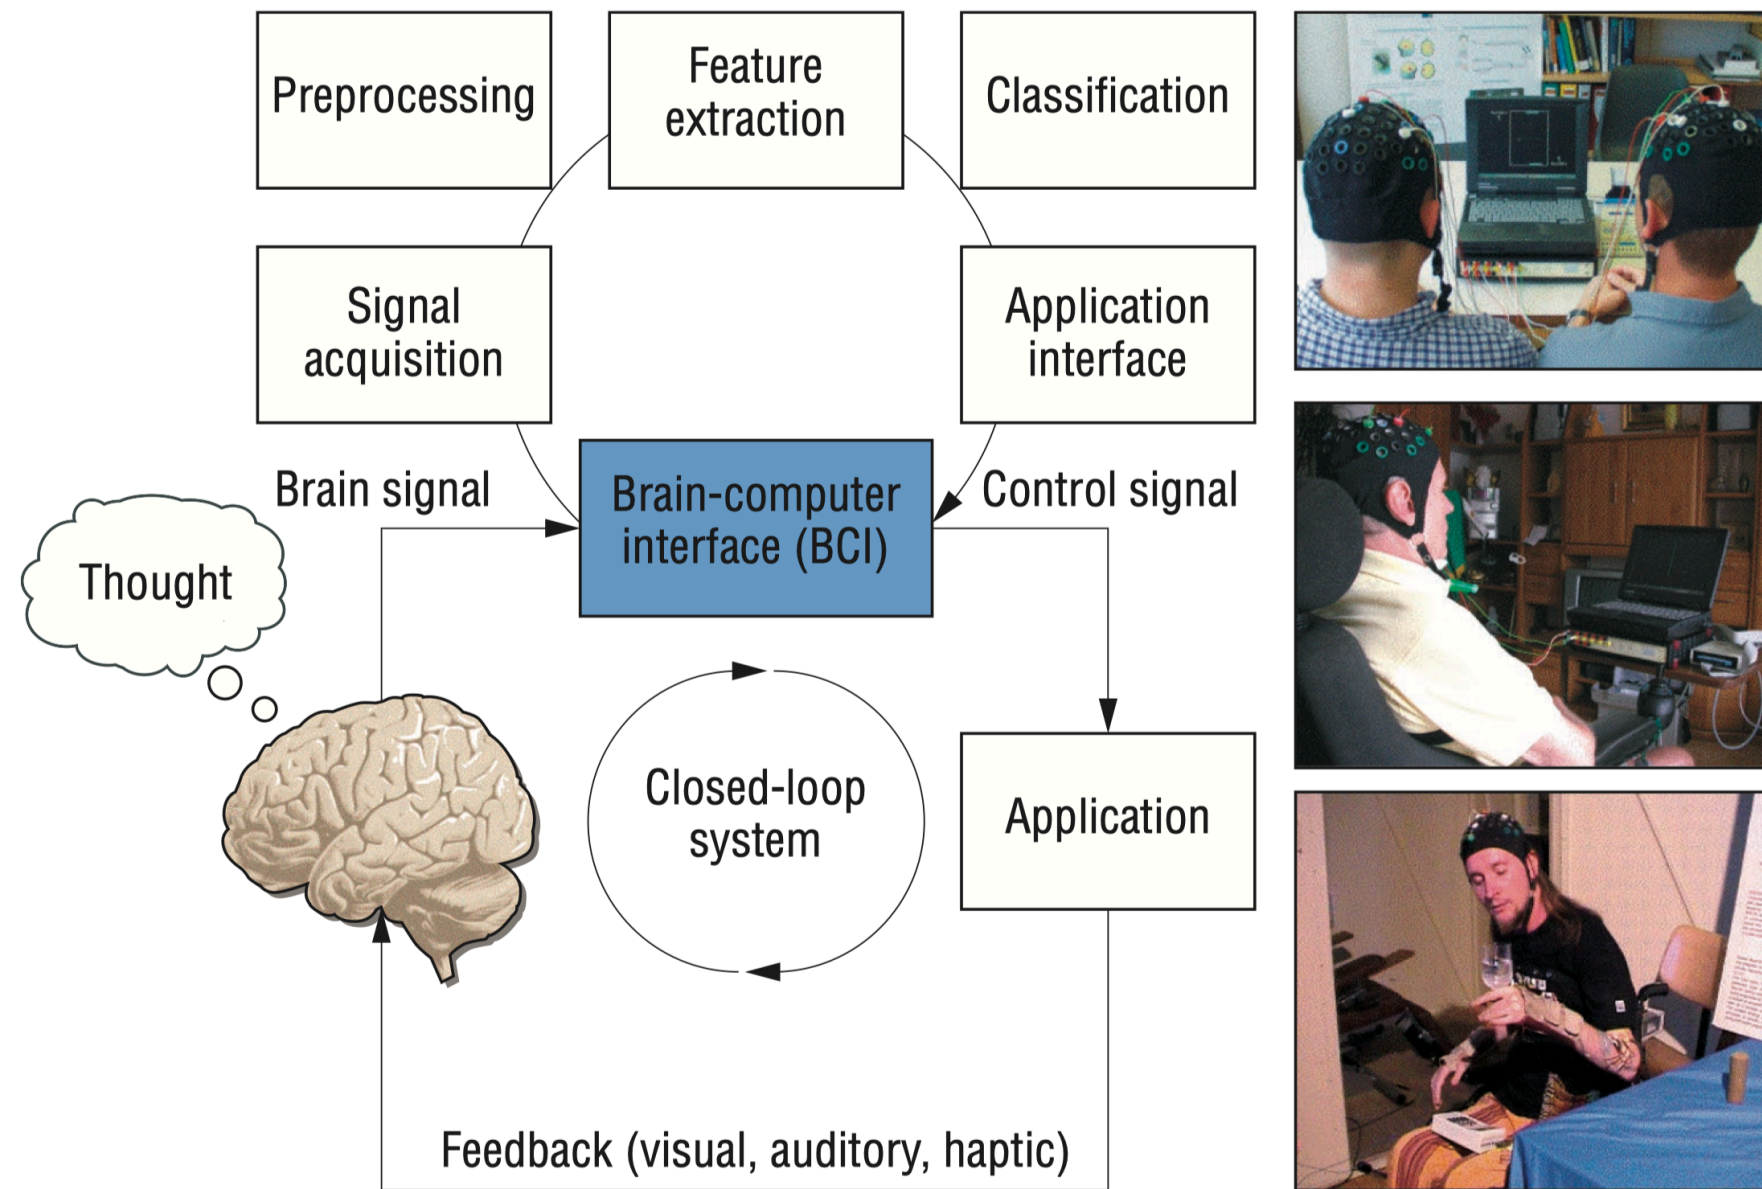 Preprocessing
Feature
extraction
Classification
Signal
acquisition
Application
interface
Brain signal
Brain-computer
interface (BCI)
Control signal
Thought
Closed-loop
system
Application
Feedback (visual, auditory, haptic)